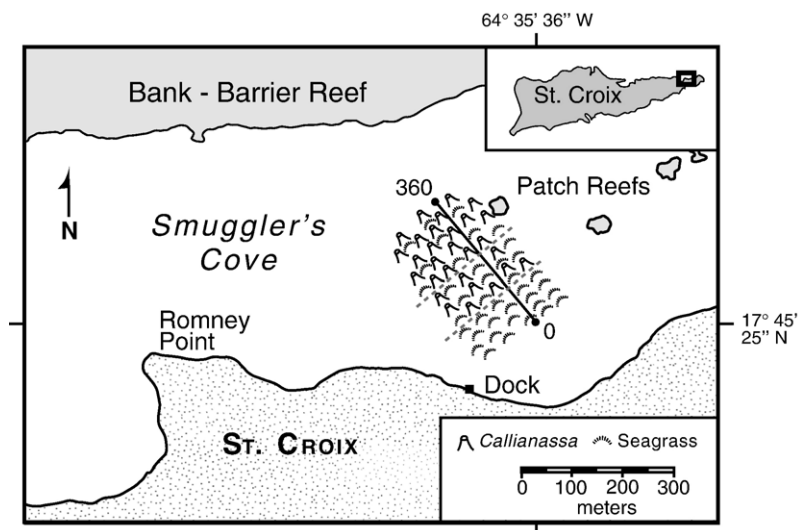 64° 35' 36" W
Bank - Barrier Reef
St. Croix
360
Patch Reefs
N
Smuggler's
Cove
17° 45'
25" N
Romney
Point
0
Dock
ST. CROIX
Callianassa
Seagrass
0 100 200 300
meters